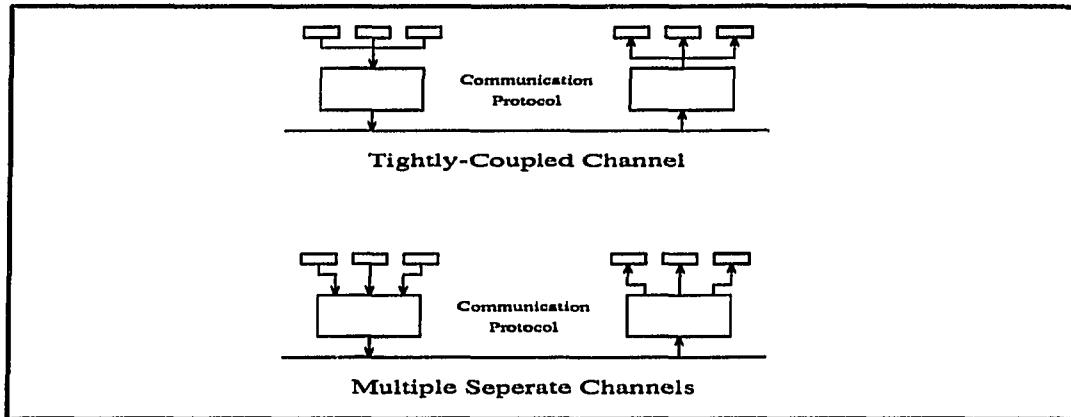 Communication
Protocol
Tightly-Coupled Channel
Communication
Protocol
Multiple Seperate Channels